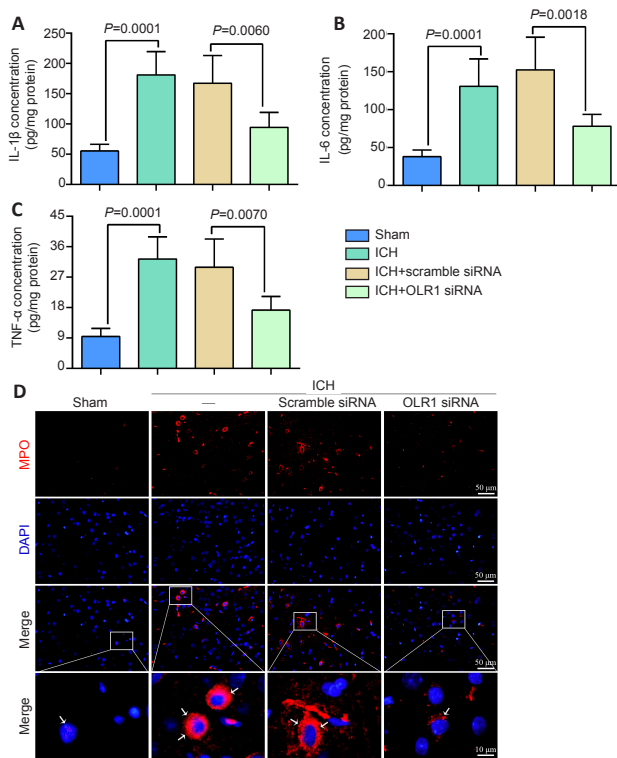 A
P=0.0001
P=0.0060
IL-1β concentration
(pg/mg protein)
250
200
150
100
50
0
B
P=0.0001
P=0.0018
IL-6 concentration
(pg/mg protein)
200
150
100
50
0
C
P=0.0001
P=0.0070
TNF-α concentration
(pg/mg protein)
45
36
27
18
9
0
Sham
ICH
ICH+scramble siRNA
ICH+OLR1 siRNA
D
ICH
Sham
—
Scramble siRNA
OLR1 siRNA
MPO
50 μm
DAPI
50 μm
Merge
50 μm
Merge
10 μm